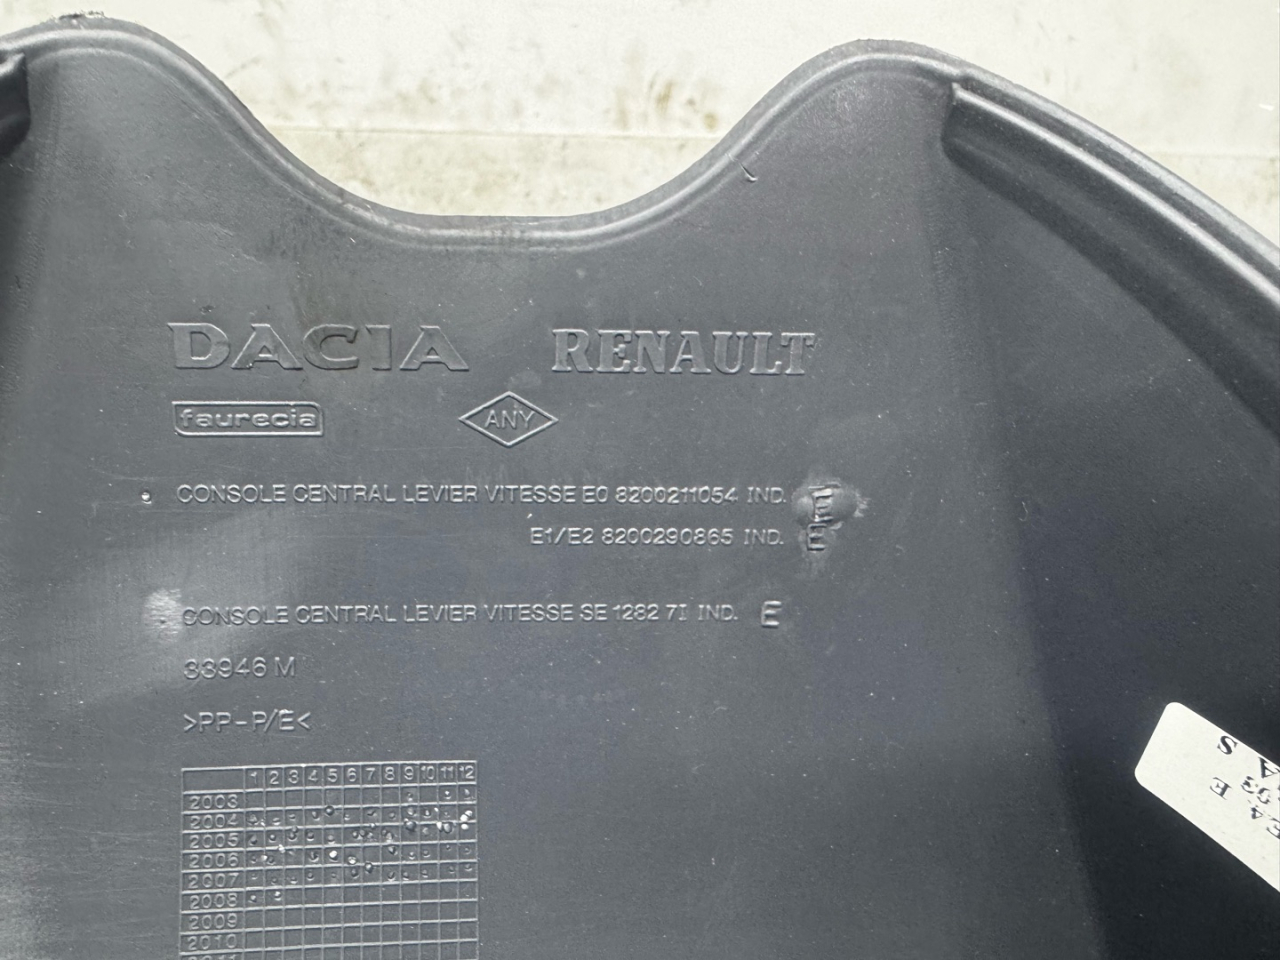 DACIA RENAULT
faurecia ANY
CONSOLE CENTRAL LEVIER VITESSE E0 8200211054 IND.
E1/E2 8200290865 IND. E
CONSOLE CENTRAL LEVIER VITESSE SE 1282 7I IND. E
33946 M
>PP-P/E<
1 2 3 4 5 6 7 8 9 10 11 12
2003
2004
2005
2006
2007
2008
2009
2010
S
E